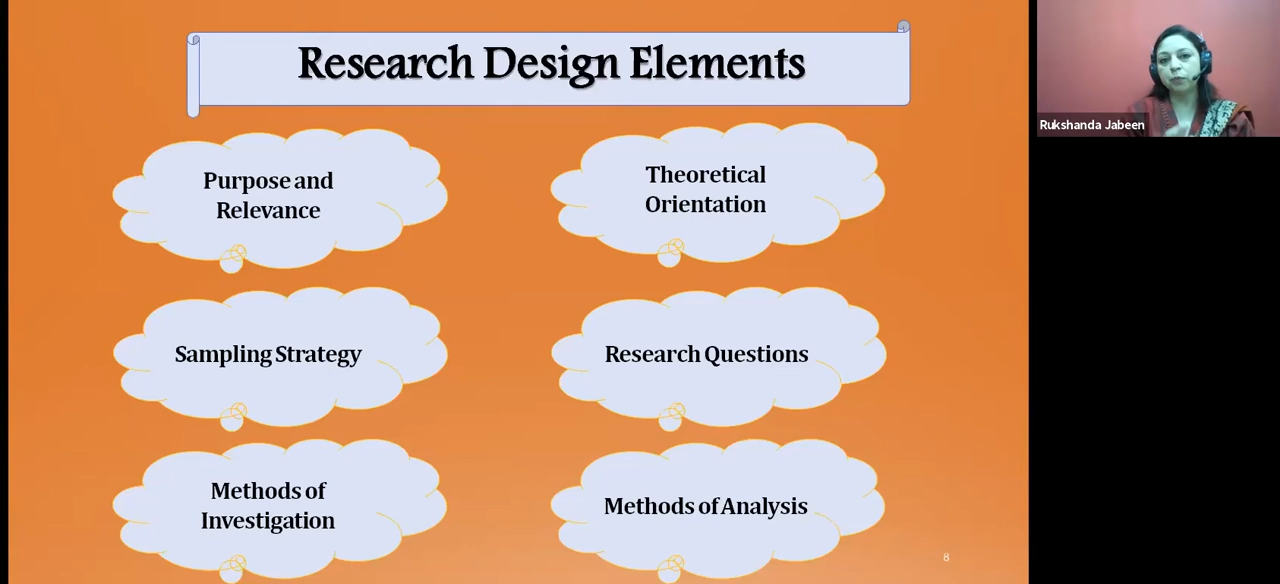 Research Design Elements
Purpose and
Relevance
Theoretical
Orientation
Sampling Strategy
Research Questions
Methods of
Investigation
Methods of Analysis
8
Rukshanda Jabeen